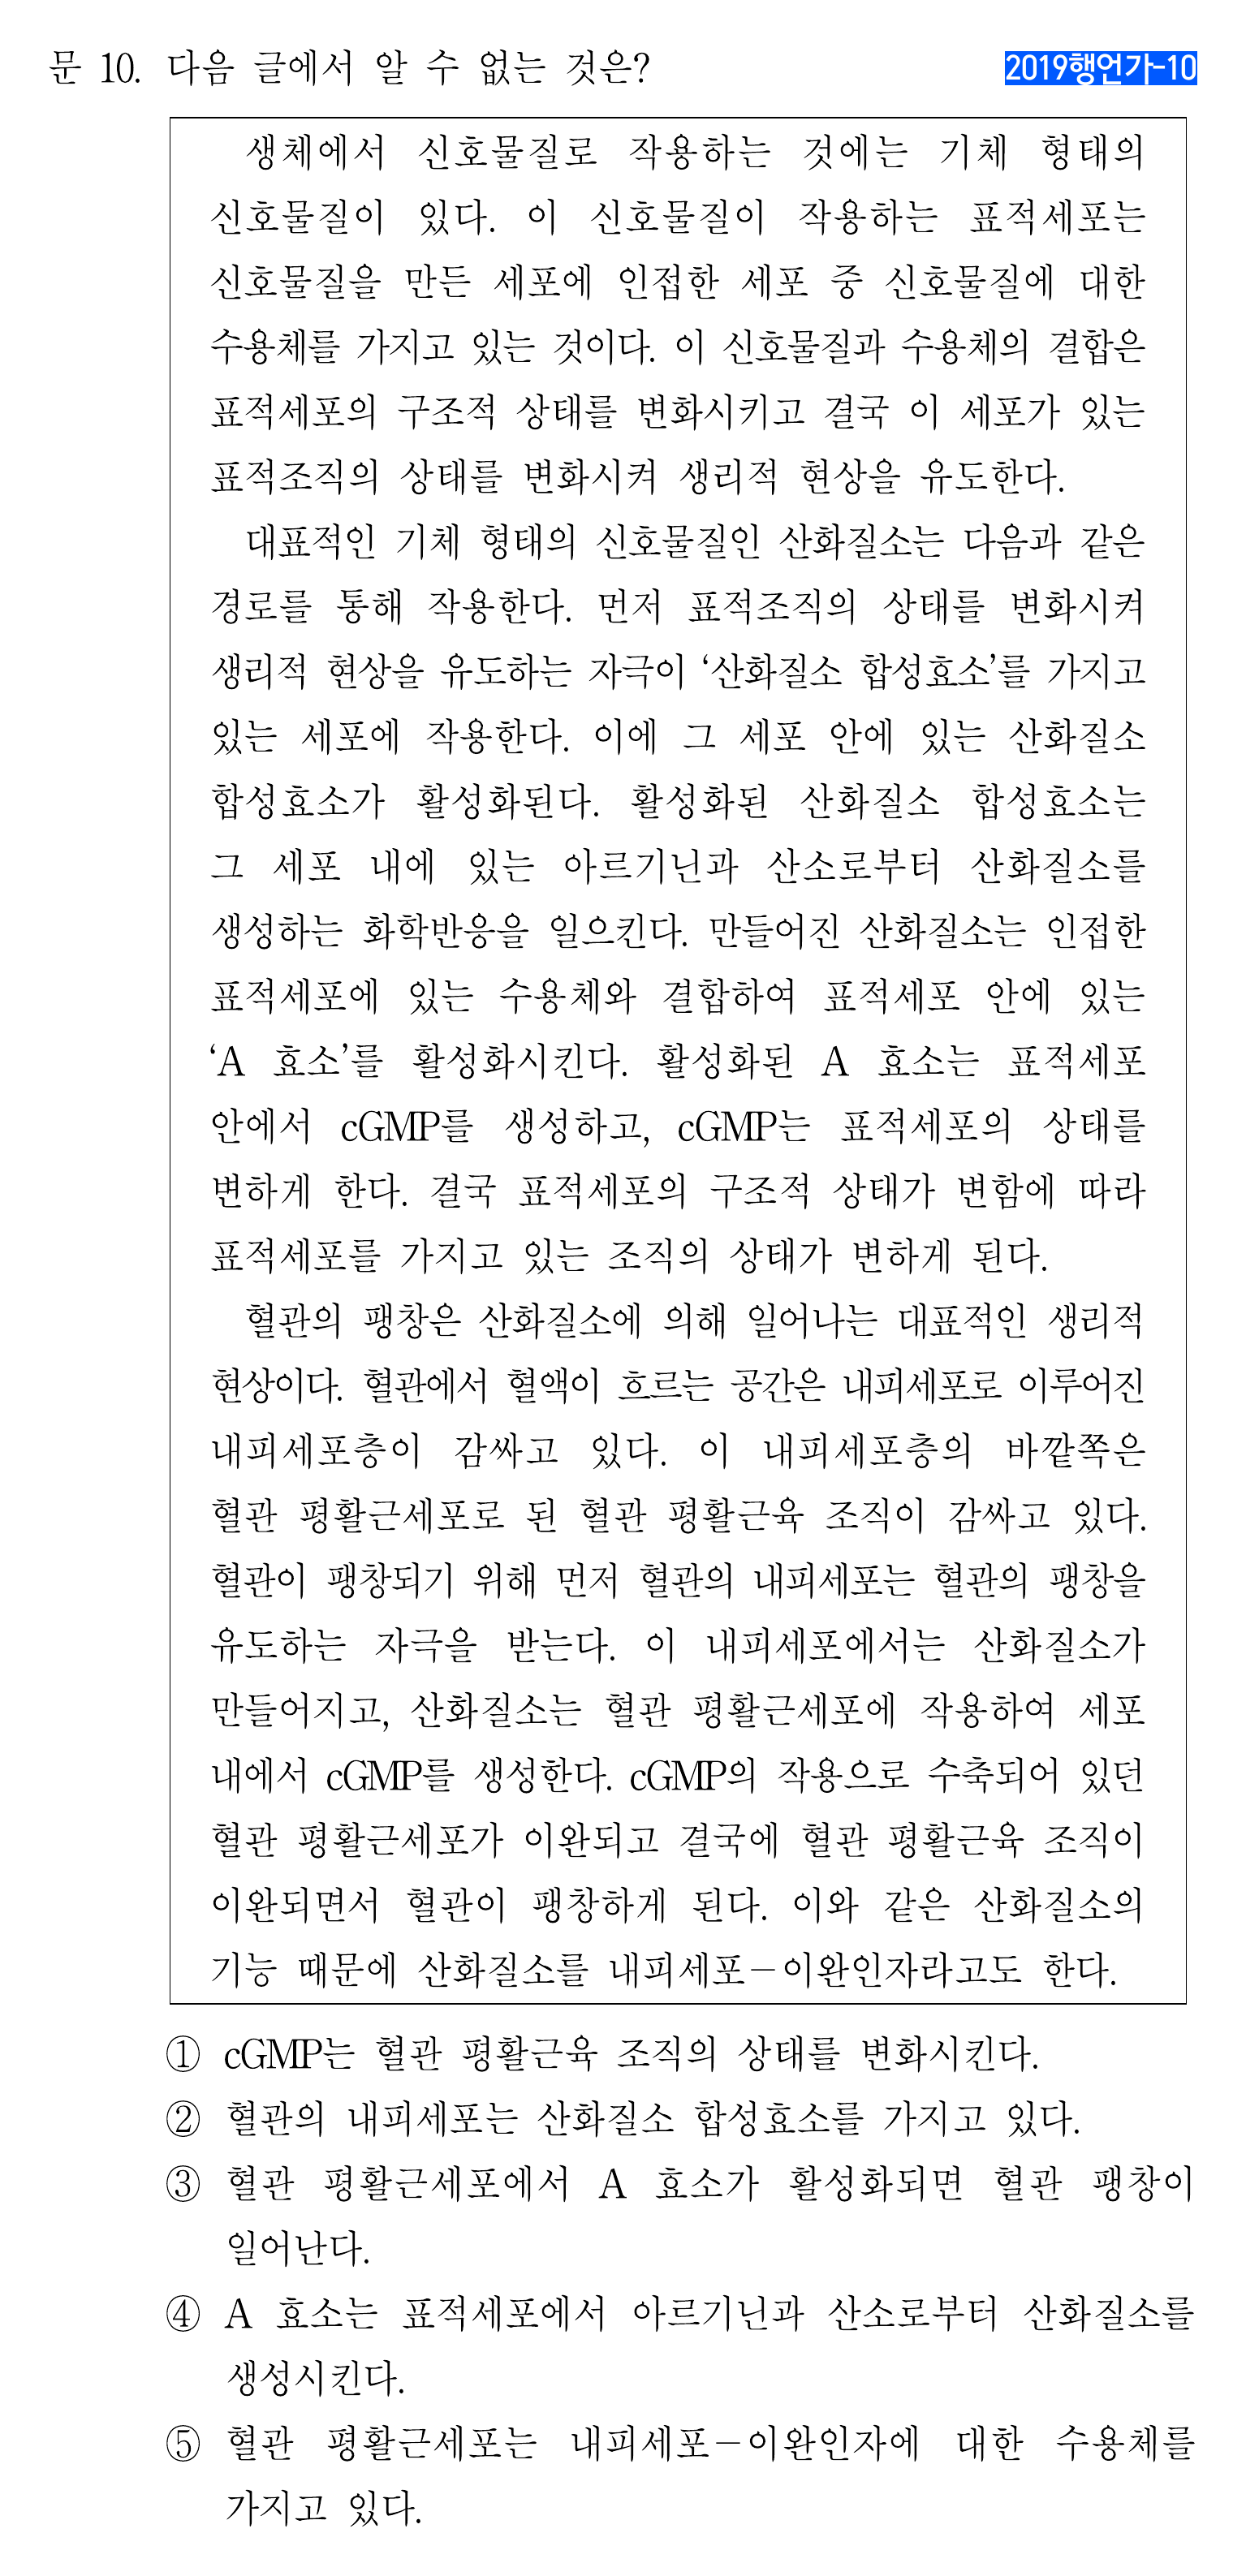 문 10. 다음 글에서 알 수 없는 것은?
2019행언가-10
생체에서 신호물질로 작용하는 것에는 기체 형태의
신호물질이 있다. 이 신호물질이 작용하는 표적세포는
신호물질을 만든 세포에 인접한 세포 중 신호물질에 대한
수용체를 가지고 있는 것이다. 이 신호물질과 수용체의 결합은
표적세포의 구조적 상태를 변화시키고 결국 이 세포가 있는
표적조직의 상태를 변화시켜 생리적 현상을 유도한다.
대표적인 기체 형태의 신호물질인 산화질소는 다음과 같은
경로를 통해 작용한다. 먼저 표적조직의 상태를 변화시켜
생리적 현상을 유도하는 자극이 ‘산화질소 합성효소’를 가지고
있는 세포에 작용한다. 이에 그 세포 안에 있는 산화질소
합성효소가 활성화된다. 활성화된 산화질소 합성효소는
그 세포 내에 있는 아르기닌과 산소로부터 산화질소를
생성하는 화학반응을 일으킨다. 만들어진 산화질소는 인접한
표적세포에 있는 수용체와 결합하여 표적세포 안에 있는
‘A 효소’를 활성화시킨다. 활성화된 A 효소는 표적세포
안에서 cGMP를 생성하고, cGMP는 표적세포의 상태를
변하게 한다. 결국 표적세포의 구조적 상태가 변함에 따라
표적세포를 가지고 있는 조직의 상태가 변하게 된다.
혈관의 팽창은 산화질소에 의해 일어나는 대표적인 생리적
현상이다. 혈관에서 혈액이 흐르는 공간은 내피세포로 이루어진
내피세포층이 감싸고 있다. 이 내피세포층의 바깥쪽은
혈관 평활근세포로 된 혈관 평활근육 조직이 감싸고 있다.
혈관이 팽창되기 위해 먼저 혈관의 내피세포는 혈관의 팽창을
유도하는 자극을 받는다. 이 내피세포에서는 산화질소가
만들어지고, 산화질소는 혈관 평활근세포에 작용하여 세포
내에서 cGMP를 생성한다. cGMP의 작용으로 수축되어 있던
혈관 평활근세포가 이완되고 결국에 혈관 평활근육 조직이
이완되면서 혈관이 팽창하게 된다. 이와 같은 산화질소의
기능 때문에 산화질소를 내피세포-이완인자라고도 한다.
① cGMP는 혈관 평활근육 조직의 상태를 변화시킨다.
② 혈관의 내피세포는 산화질소 합성효소를 가지고 있다.
③ 혈관 평활근세포에서 A 효소가 활성화되면 혈관 팽창이
일어난다.
④ A 효소는 표적세포에서 아르기닌과 산소로부터 산화질소를
생성시킨다.
⑤ 혈관 평활근세포는 내피세포-이완인자에 대한 수용체를
가지고 있다.